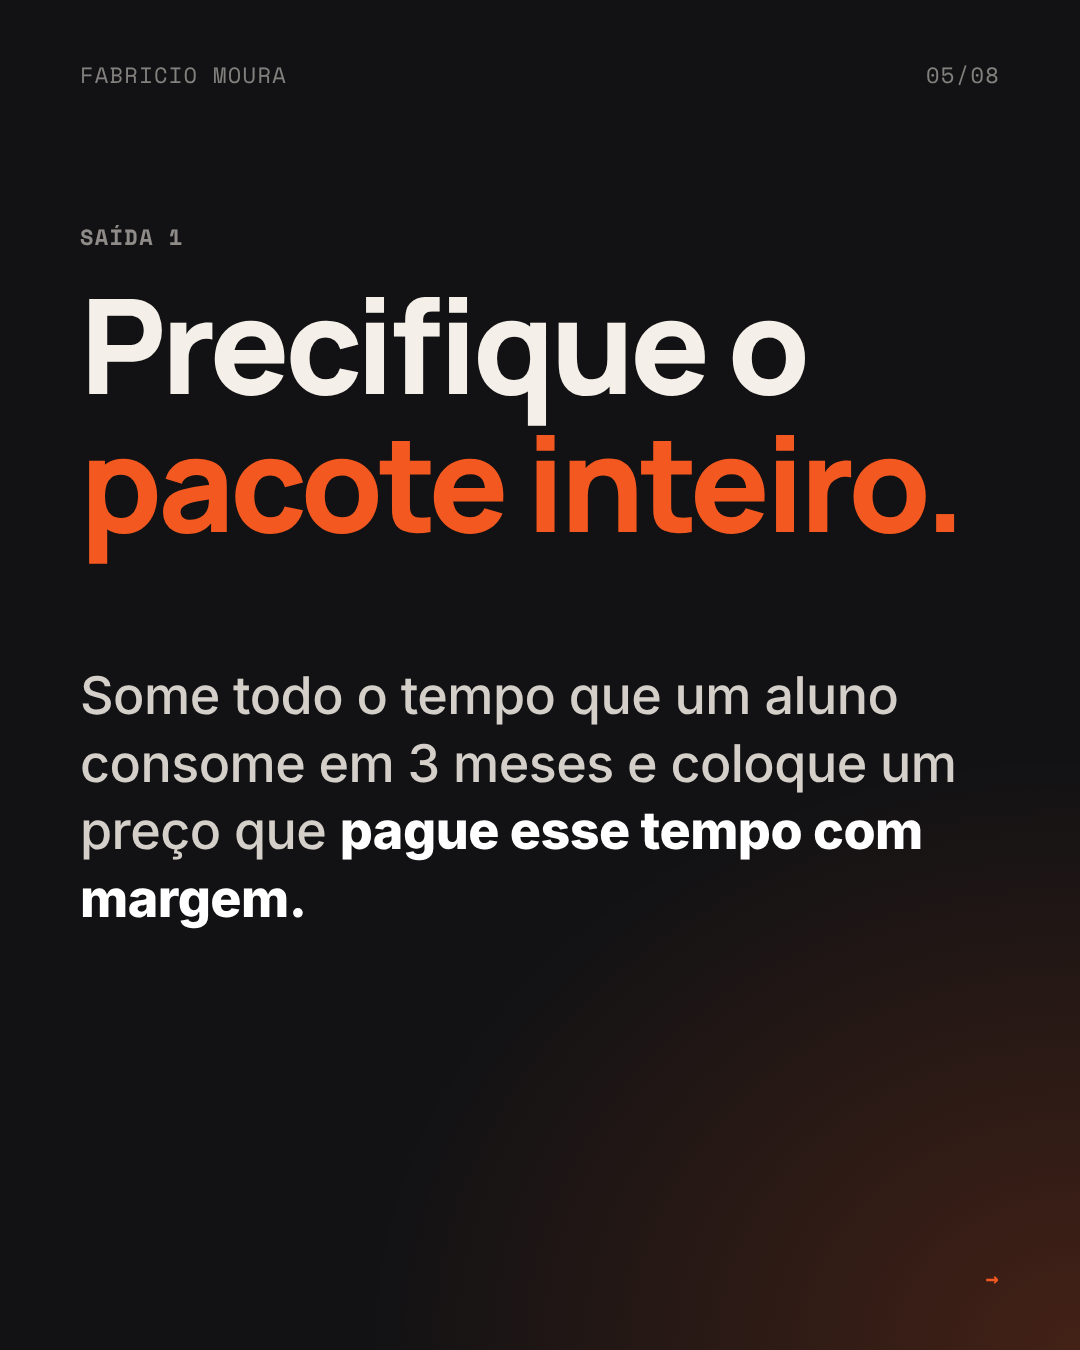 FABRICIO MOURA
05/08
SAÍDA 1
Precifique o
pacote inteiro.
Some todo o tempo que um aluno
consome em 3 meses e coloque um
preço que pague esse tempo com
margem.
→